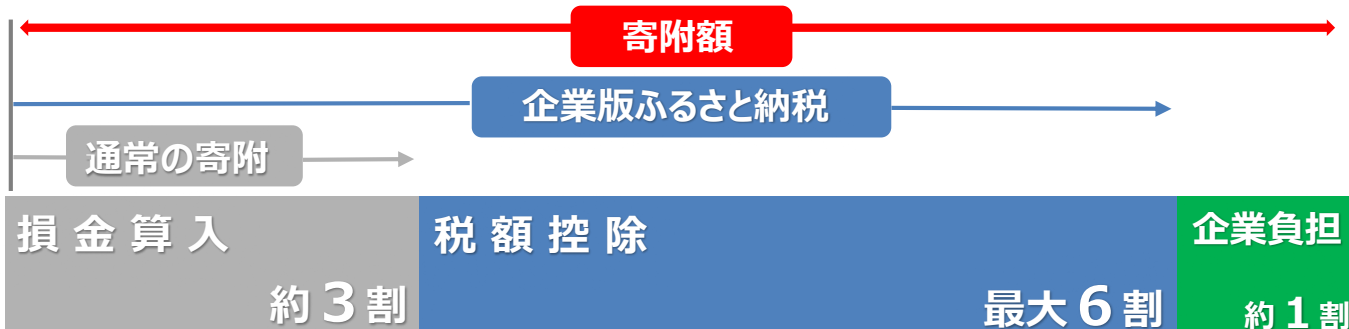 寄附額
企業版ふるさと納税
通常の寄附
損金算入
約3割
税額控除
最大6割
企業負担
約1割